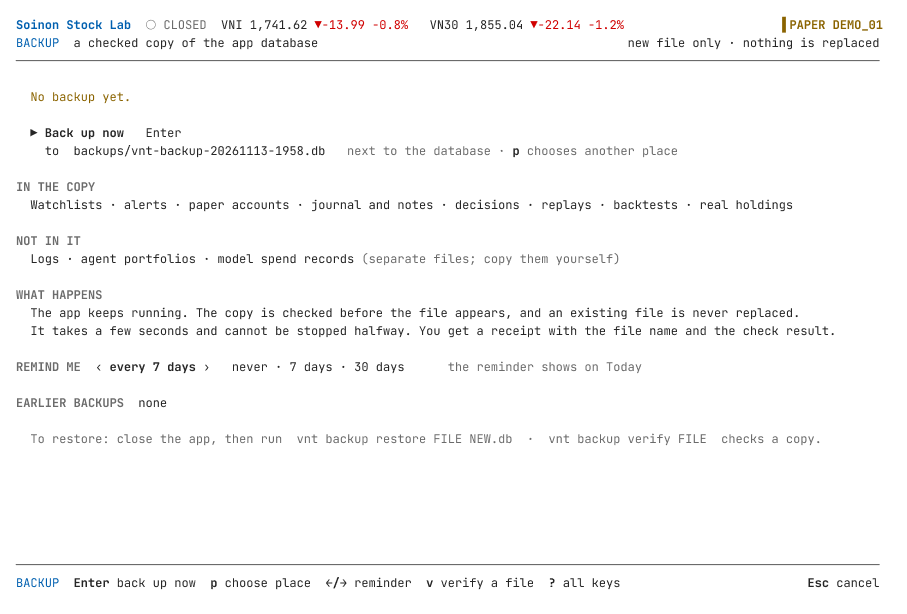 Soinon Stock Lab  ○ CLOSED  VNI 1,741.62 ▼-13.99 -0.8%   VN30 1,855.04 ▼-22.14 -1.2%   PAPER DEMO_01
BACKUP  a checked copy of the app database   new file only · nothing is replaced
No backup yet.
▶ Back up now   Enter
to  backups/vnt-backup-20261113-1958.db   next to the database · p chooses another place
IN THE COPY
Watchlists · alerts · paper accounts · journal and notes · decisions · replays · backtests · real holdings
NOT IN IT
Logs · agent portfolios · model spend records (separate files; copy them yourself)
WHAT HAPPENS
The app keeps running. The copy is checked before the file appears, and an existing file is never replaced.
It takes a few seconds and cannot be stopped halfway. You get a receipt with the file name and the check result.
REMIND ME  ‹ every 7 days ›   never · 7 days · 30 days      the reminder shows on Today
EARLIER BACKUPS  none
To restore: close the app, then run  vnt backup restore FILE NEW.db  ·  vnt backup verify FILE  checks a copy.
BACKUP  Enter back up now  p choose place  ←/→ reminder  v verify a file  ? all keys   Esc cancel